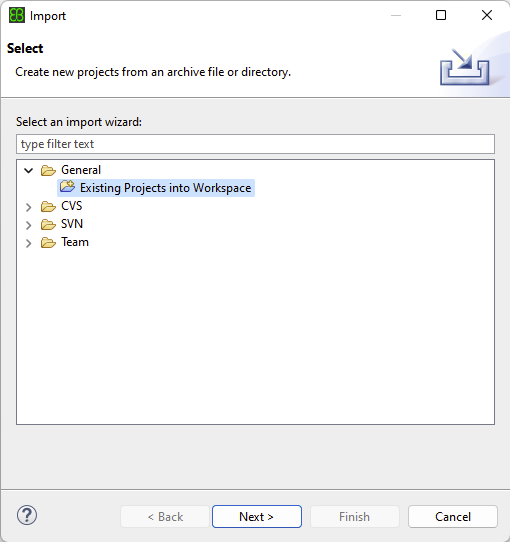 Import
Select
Create new projects from an archive file or directory.
Select an import wizard:
type filter text
General
Existing Projects into Workspace
CVS
SVN
Team
?
< Back
Next >
Finish
Cancel